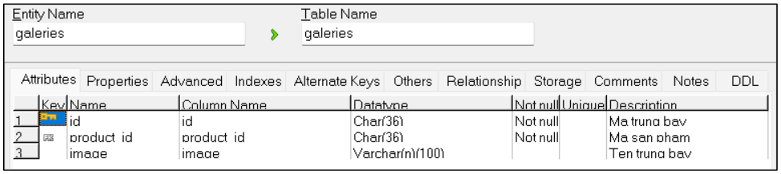 Entity Name Table Name
galeries galeries
Attributes Properties Advanced Indexes Alternate Keys Others Relationship Storage Comments Notes DDL
Key Name Column Name Datatype Not null Unique Description
1 id id Char(36) Not null Ma trung bay
2 product_id product_id Char(36) Not null Ma san pham
3 image image Varchar(n)(100) Ten trung bay